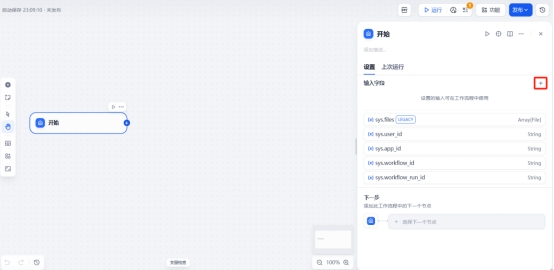 自动保存 23:09:10 · 未发布
运行
功能
发布
开始
设置 上次运行
输入字段
设置的输入可在工作流程中使用
sys.files LEGACY Array[File]
sys.user_id String
sys.app_id String
sys.workflow_id String
sys.workflow_run_id String
下一步
添加此工作流程中的下一个节点
选择下一个节点
开始
变量检查
100%